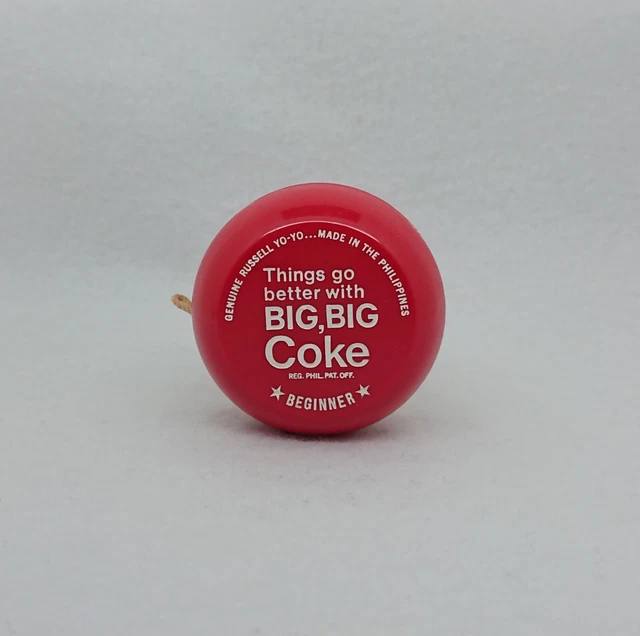 GENUINE RUSSELL YO-YO...MADE IN THE PHILIPPINES
Things go
better with
BIG, BIG
Coke
REG. PHIL. PAT. OFF.
★ BEGINNER ★